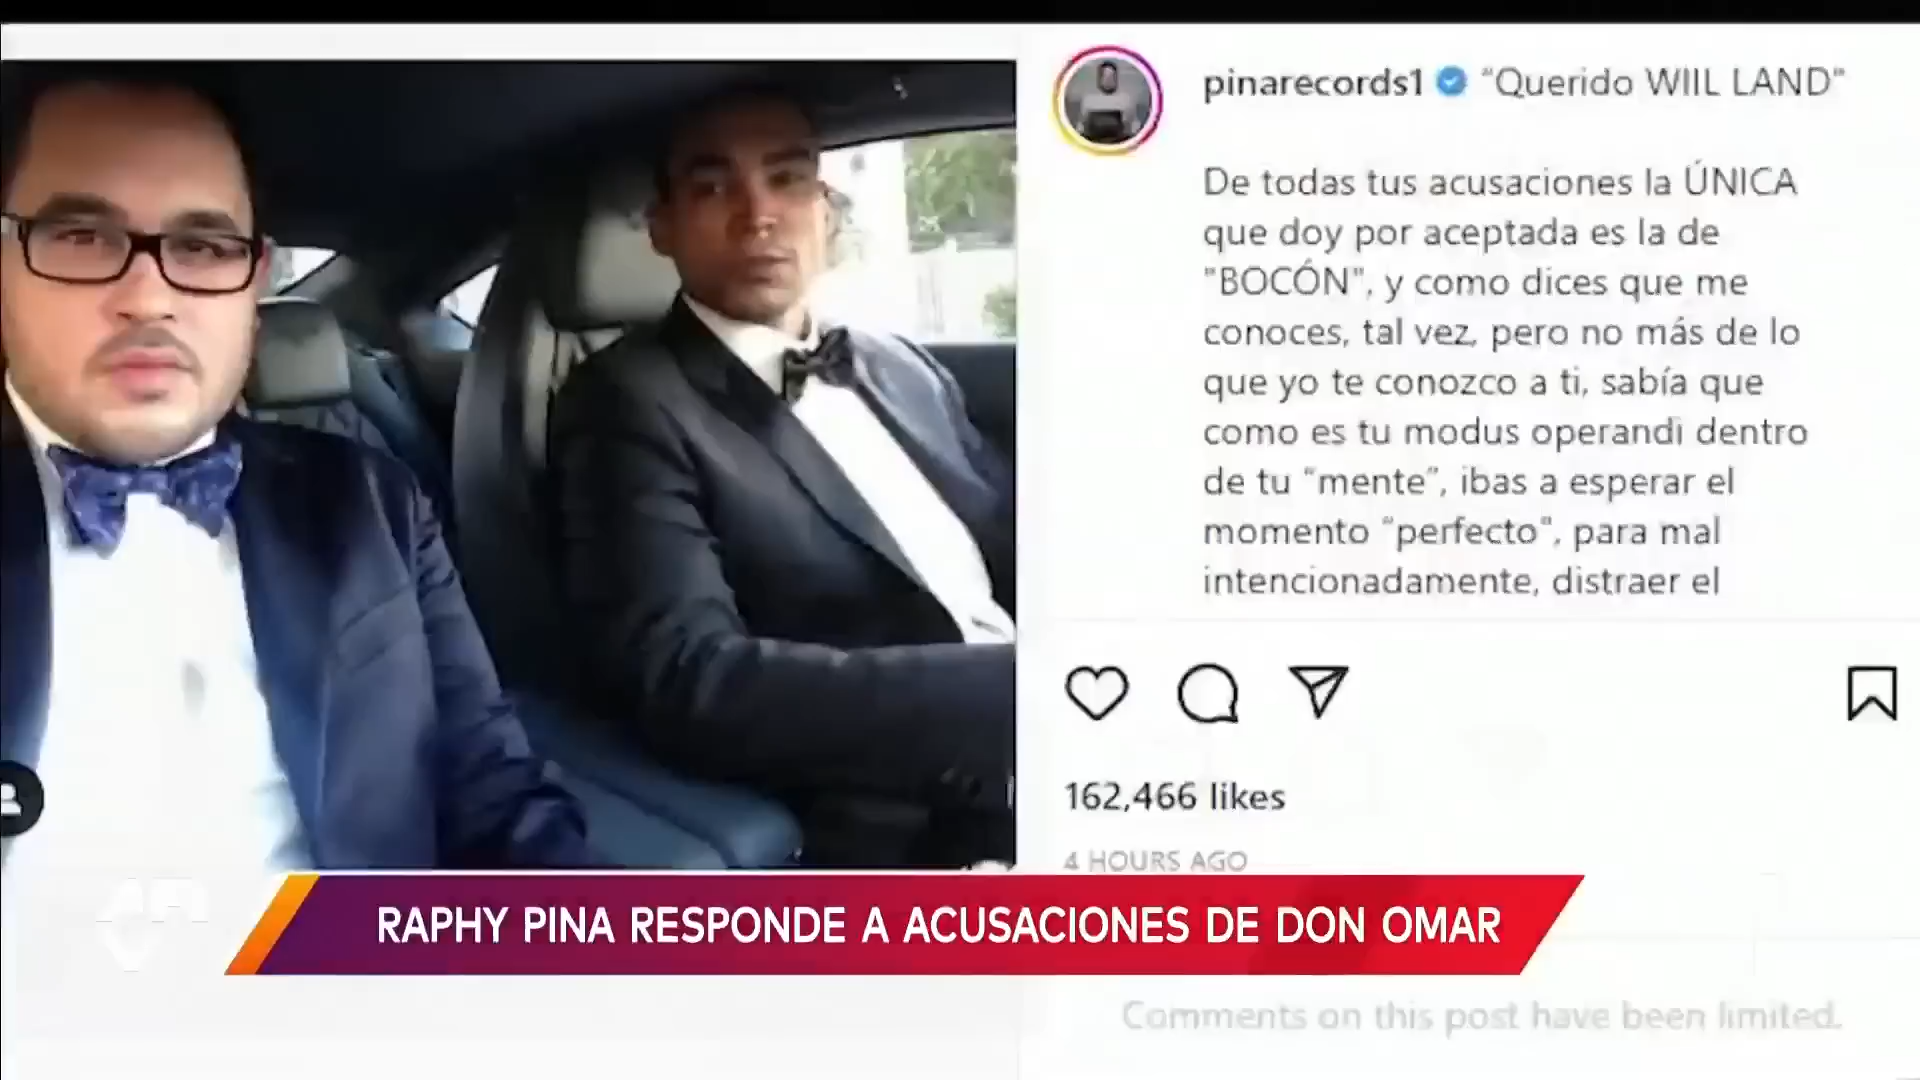 pinarecords1 "Querido WIIL LAND"
De todas tus acusaciones la ÚNICA
que doy por aceptada es la de
"BOCÓN", y como dices que me
conoces, tal vez, pero no más de lo
que yo te conozco a ti, sabía que
como es tu modus operandi dentro
de tu "mente", ibas a esperar el
momento "perfecto", para mal
intencionadamente, distraer el
162,466 likes
4 HOURS AGO
RAPHY PINA RESPONDE A ACUSACIONES DE DON OMAR
Comments on this post have been limited.